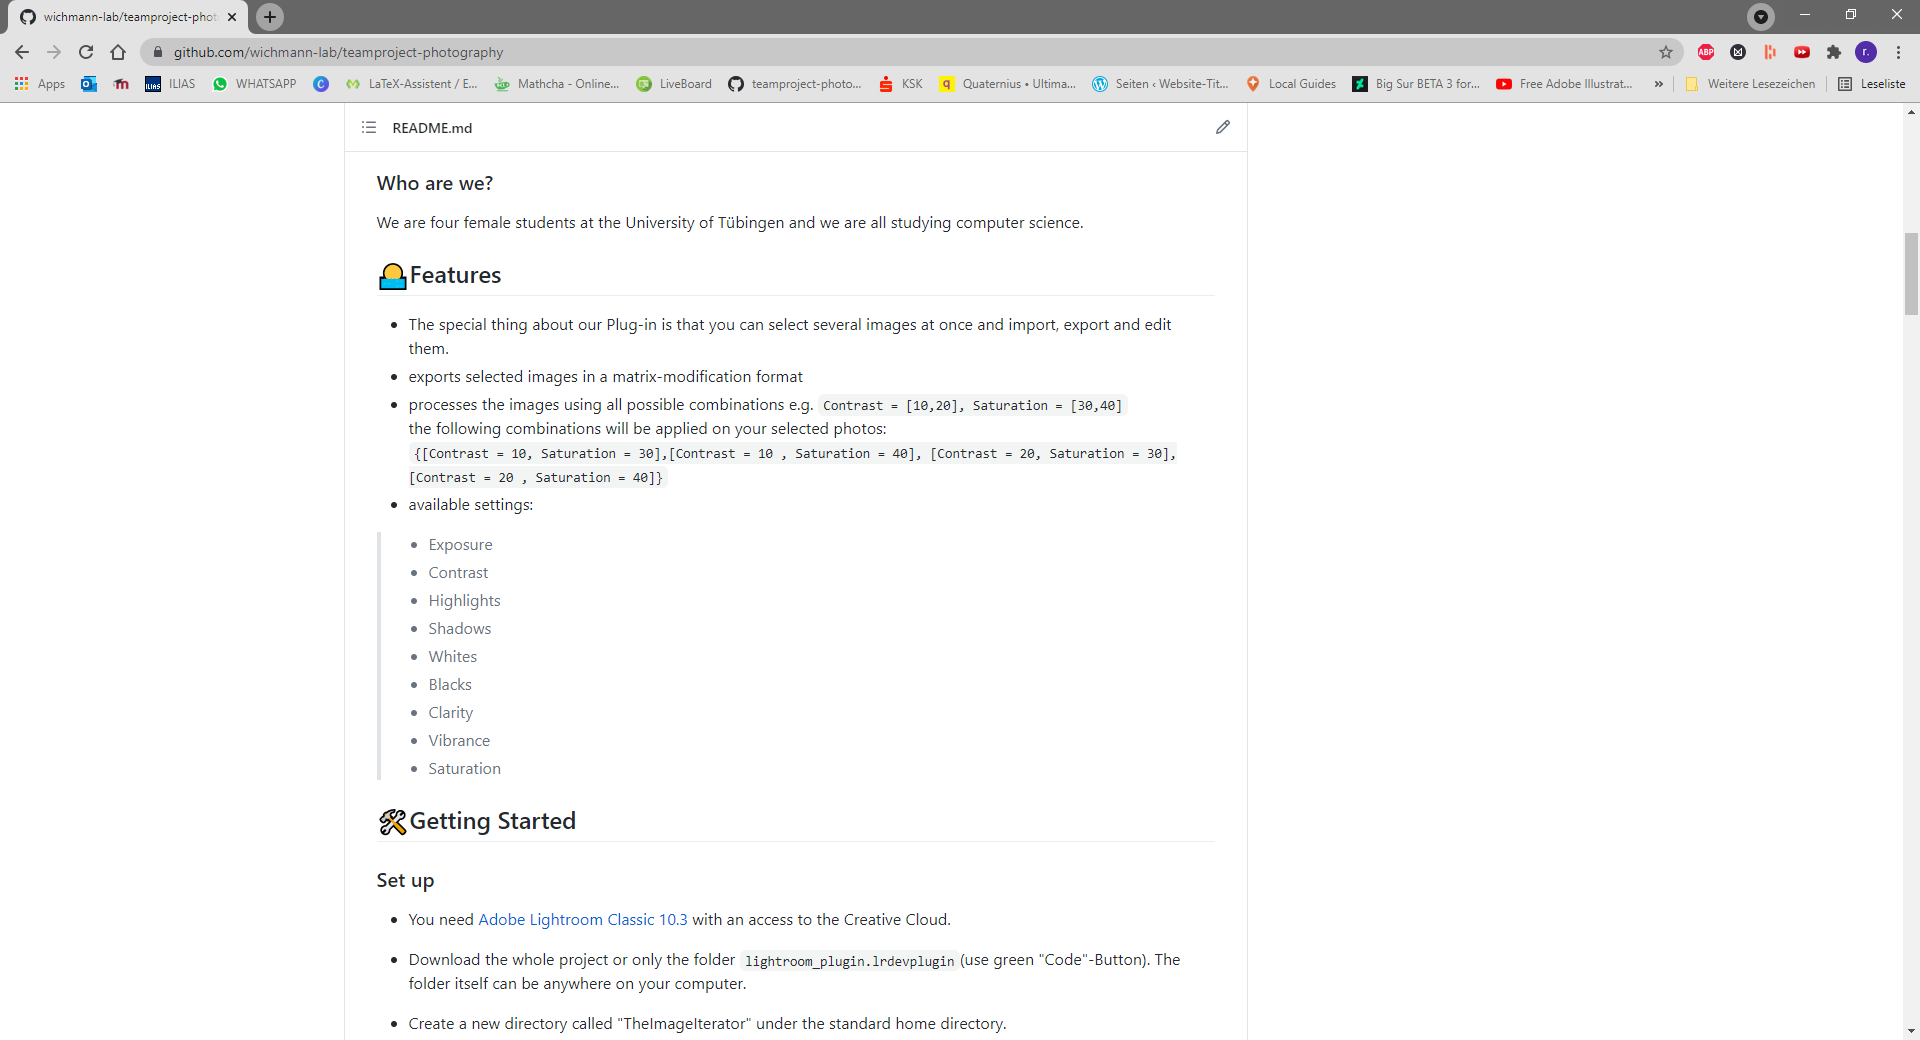 wichmann-lab/teamproject-phot
github.com/wichmann-lab/teamproject-photography
ABP
r.
Apps
ILIAS
WHATSAPP
LaTeX-Assistent / E...
Mathcha - Online...
LiveBoard
teamproject-photo...
KSK
Quaternius • Ultima...
Seiten ‹ Website-Tit...
Local Guides
Big Sur BETA 3 for...
Free Adobe Illustrat...
»
Weitere Lesezeichen
Leseliste
README.md
Who are we?
We are four female students at the University of Tübingen and we are all studying computer science.
Features
• The special thing about our Plug-in is that you can select several images at once and import, export and edit
them.
• exports selected images in a matrix-modification format
• processes the images using all possible combinations e.g. Contrast = [10,20], Saturation = [30,40]
the following combinations will be applied on your selected photos:
{[Contrast = 10, Saturation = 30],[Contrast = 10 , Saturation = 40], [Contrast = 20, Saturation = 30],
[Contrast = 20 , Saturation = 40]}
• available settings:
• Exposure
• Contrast
• Highlights
• Shadows
• Whites
• Blacks
• Clarity
• Vibrance
• Saturation
Getting Started
Set up
• You need Adobe Lightroom Classic 10.3 with an access to the Creative Cloud.
• Download the whole project or only the folder lightroom_plugin.lrdevplugin (use green "Code"-Button). The
folder itself can be anywhere on your computer.
• Create a new directory called "TheImageIterator" under the standard home directory.